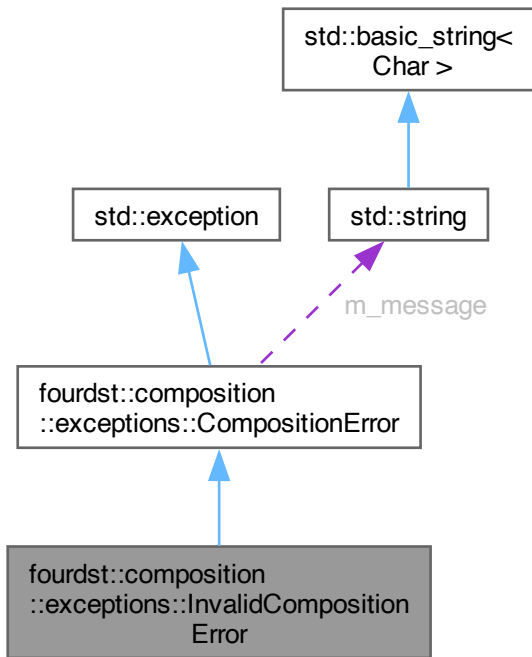 std::basic_string<
Char >
std::exception
std::string
m_message
fourdst::composition
::exceptions::CompositionError
fourdst::composition
::exceptions::InvalidComposition
Error